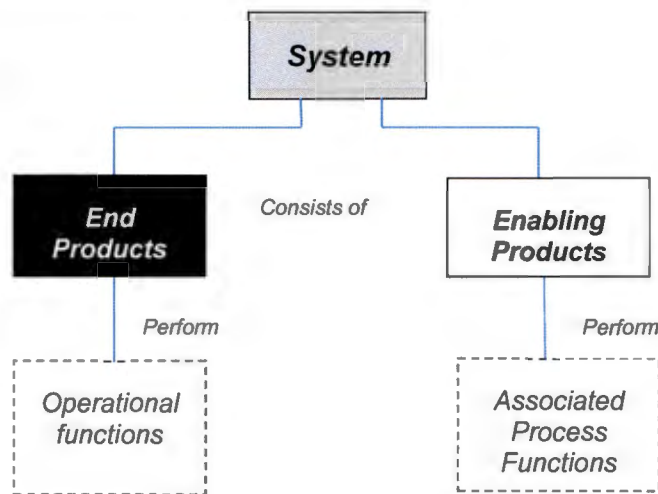 System
End
Products
Consists of
Enabling
Products
Perform
Perform
Operational
functions
Associated
Process
Functions